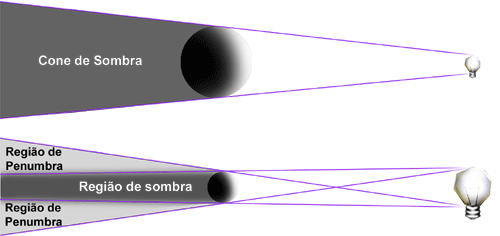 Cone de Sombra
Região de
Penumbra
Região de sombra
Região de
Penumbra